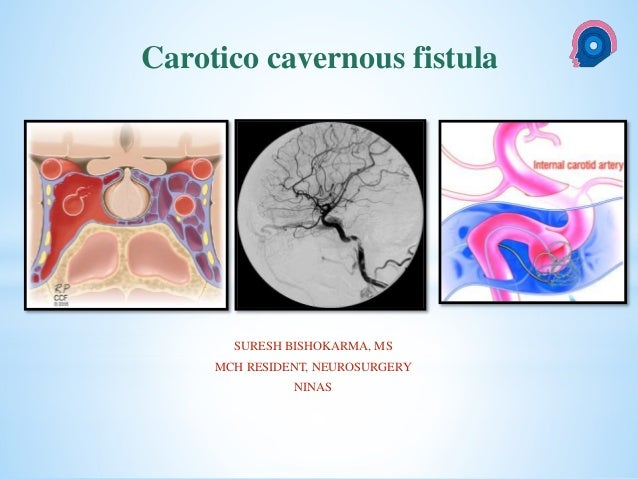 Carotico cavernous fistula
Internal carotid artery
RP
CCF
©2005
SURESH BISHOKARMA, MS
MCH RESIDENT, NEUROSURGERY
NINAS